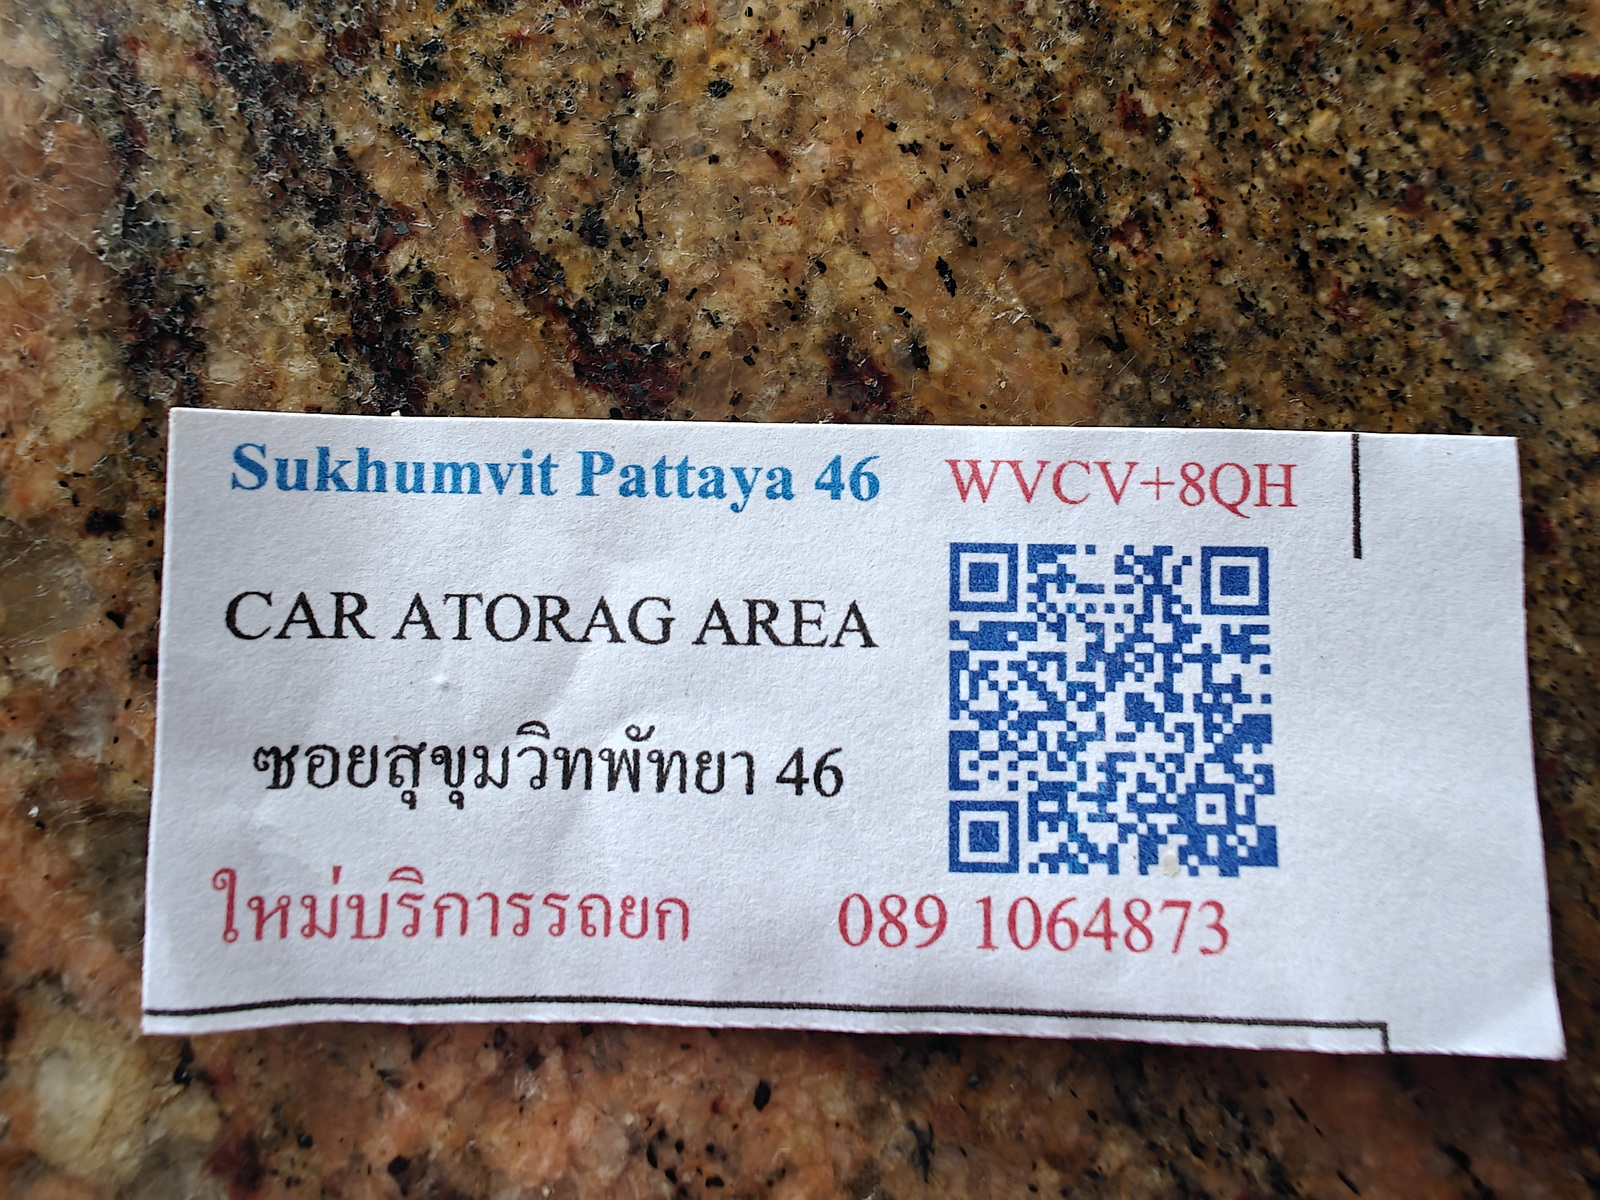 Sukhumvit Pattaya 46 WVCV+8QH
CAR ATORAG AREA
ซอยสุขุมวิทพัทยา 46
ใหม่บริการรถยก 089 1064873